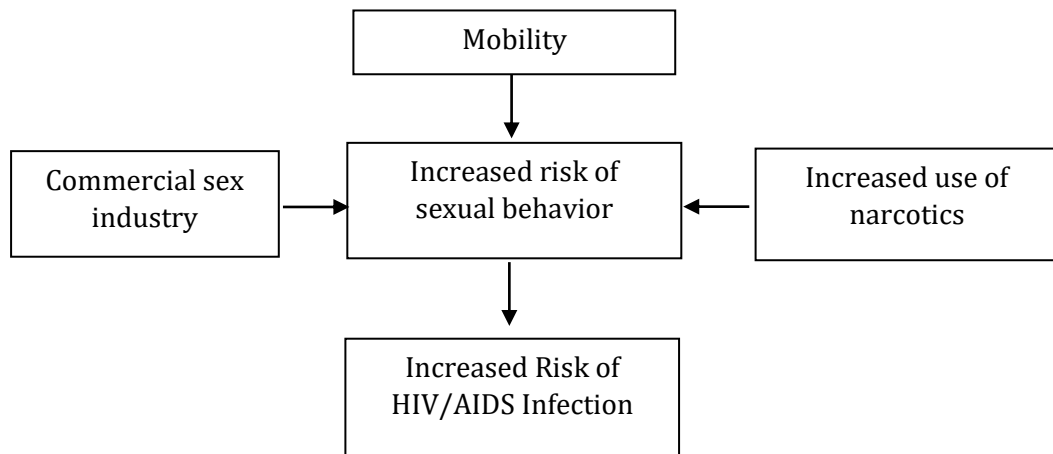 Mobility
Commercial sex
industry
Increased risk of
sexual behavior
Increased use of
narcotics
Increased Risk of
HIV/AIDS Infection